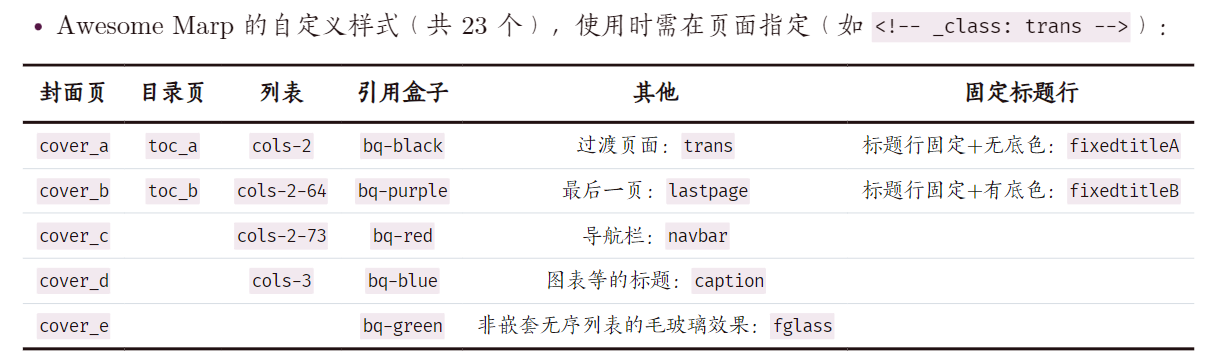 • Awesome Marp 的自定义样式（共 23 个），使用时需在页面指定（如 <!-- _class: trans -->）：
封面页 目录页 列表 引用盒子 其他 固定标题行
cover_a toc_a cols-2 bq-black 过渡页面：trans 标题行固定+无底色：fixedtitleA
cover_b toc_b cols-2-64 bq-purple 最后一页：lastpage 标题行固定+有底色：fixedtitleB
cover_c cols-2-73 bq-red 导航栏：navbar
cover_d cols-3 bq-blue 图表等的标题：caption
cover_e bq-green 非嵌套无序列表的毛玻璃效果：fglass